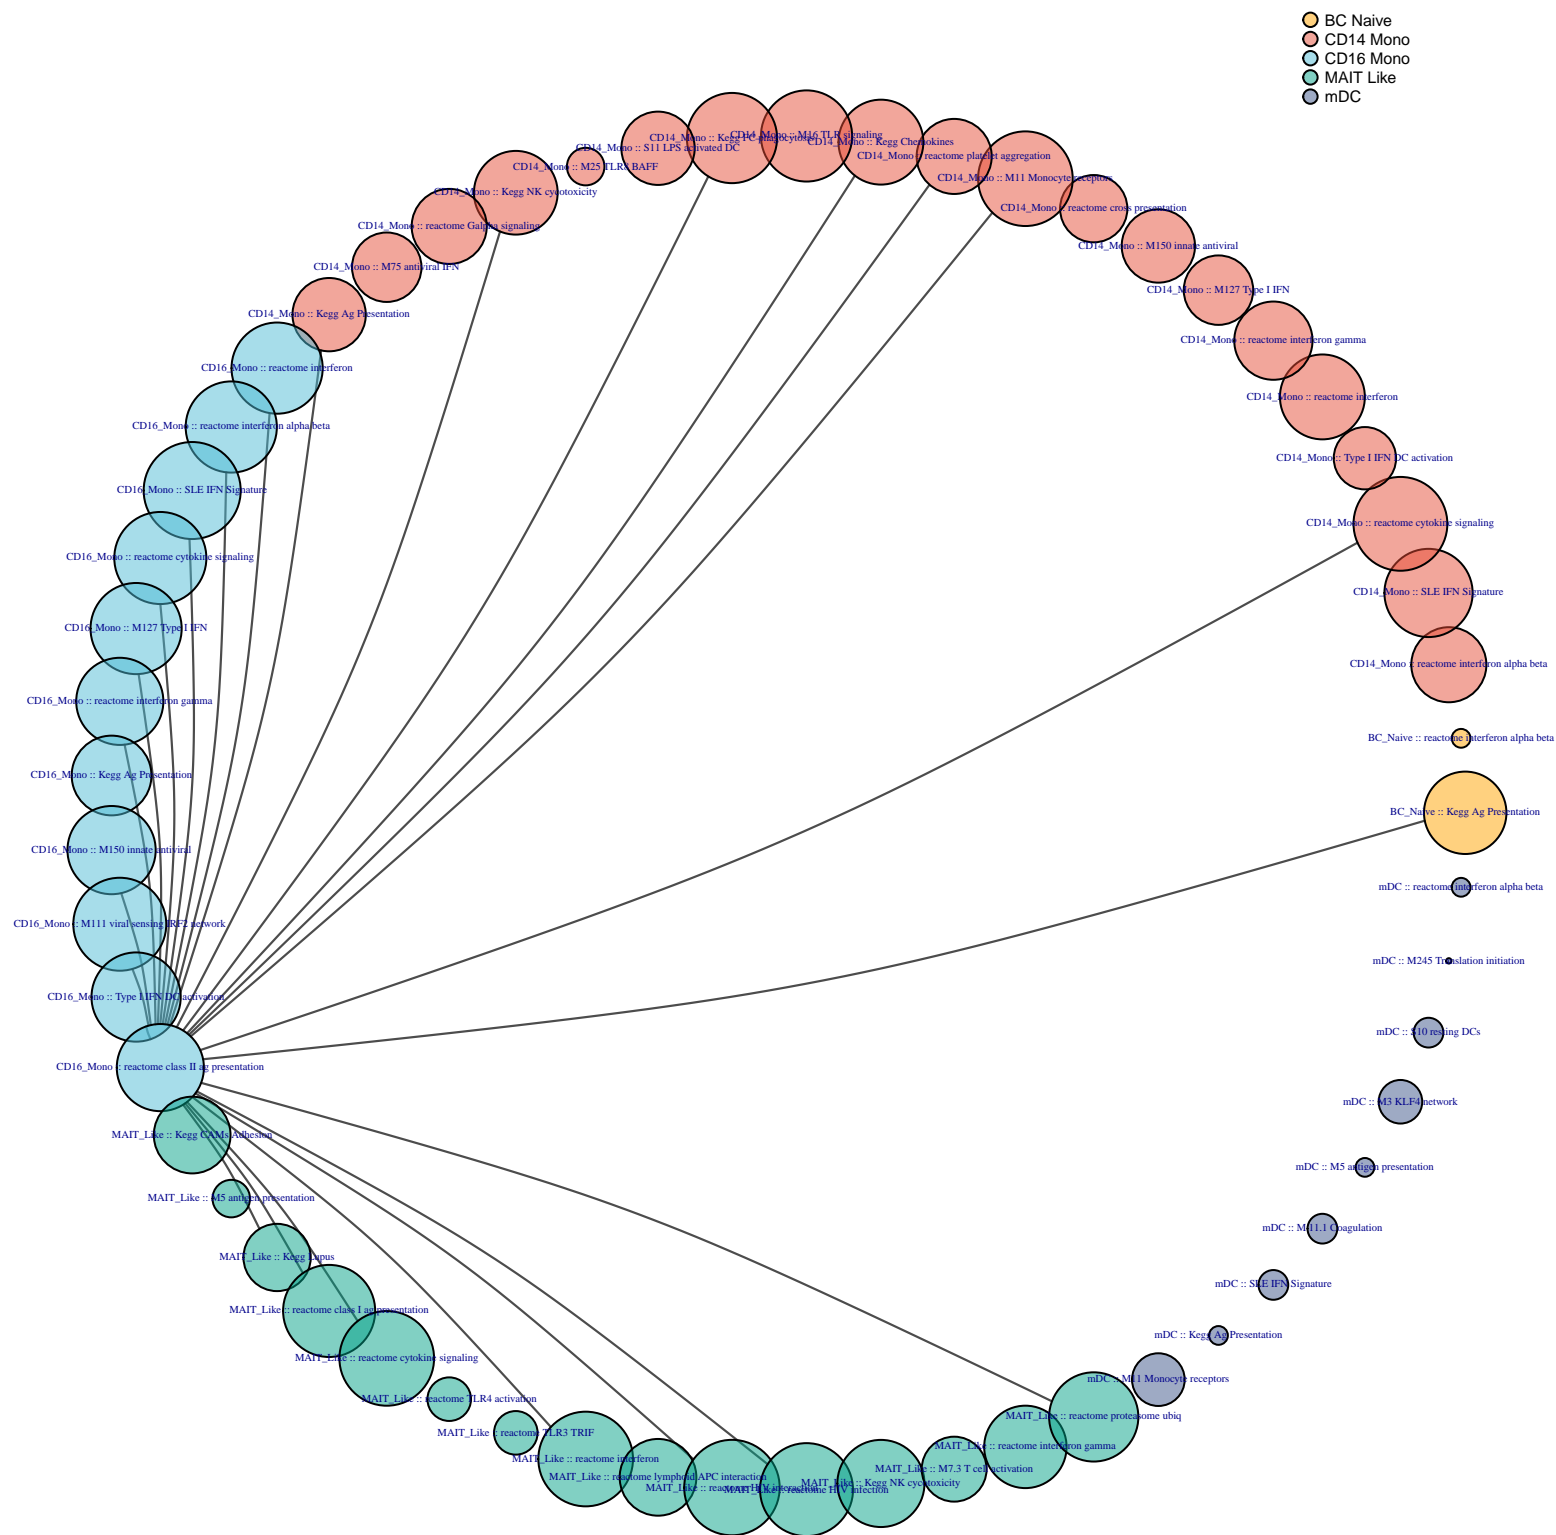 BC Naive
CD14 Mono
CD16 Mono
MAIT Like
mDC
CD14_Mono :: M16 TLR signaling
CD14_Mono :: Kegg FC phagocytosis
CD14_Mono :: Kegg Chemokines
CD14_Mono :: S11 LPS activated DC
CD14_Mono :: reactome platelet aggregation
CD14_Mono :: M25 TLR8 BAFF
CD14_Mono :: M11 Monocyte receptors
CD14_Mono :: Kegg NK cycotoxicity
CD14_Mono :: reactome cross presentation
CD14_Mono :: reactome Galpha signaling
CD14_Mono :: M150 innate antiviral
CD14_Mono :: M75 antiviral IFN
CD14_Mono :: M127 Type I IFN
CD14_Mono :: Kegg Ag Presentation
CD14_Mono :: reactome interferon gamma
CD16_Mono :: reactome interferon
CD14_Mono :: reactome interferon
CD16_Mono :: reactome interferon alpha beta
CD14_Mono :: Type I IFN DC activation
CD16_Mono :: SLE IFN Signature
CD14_Mono :: reactome cytokine signaling
CD16_Mono :: reactome cytokine signaling
CD14_Mono :: SLE IFN Signature
CD16_Mono :: M127 Type I IFN
CD14_Mono :: reactome interferon alpha beta
CD16_Mono :: reactome interferon gamma
BC_Naive :: reactome interferon alpha beta
CD16_Mono :: Kegg Ag Presentation
BC_Naive :: Kegg Ag Presentation
CD16_Mono :: M150 innate antiviral
mDC :: reactome interferon alpha beta
CD16_Mono :: M111 viral sensing IRF2 network
mDC :: M245 Translation initiation
CD16_Mono :: Type I IFN DC activation
mDC :: S10 resting DCs
CD16_Mono :: reactome class II ag presentation
mDC :: M3 KLF4 network
MAIT_Like :: Kegg CAMs Adhesion
mDC :: M5 antigen presentation
MAIT_Like :: M5 antigen presentation
mDC :: M-11.1 Coagulation
MAIT_Like :: Kegg Lupus
mDC :: SLE IFN Signature
MAIT_Like :: reactome class I ag presentation
mDC :: Kegg Ag Presentation
MAIT_Like :: reactome cytokine signaling
mDC :: M11 Monocyte receptors
MAIT_Like :: reactome TLR4 activation
MAIT_Like :: reactome proteasome ubiq
MAIT_Like :: reactome TLR3 TRIF
MAIT_Like :: reactome interferon gamma
MAIT_Like :: reactome interferon
MAIT_Like :: M7.3 T cell activation
MAIT_Like :: reactome lymphoid APC interaction
MAIT_Like :: Kegg NK cycotoxicity
MAIT_Like :: reactome HIV interaction
MAIT_Like :: reactome HIV infection